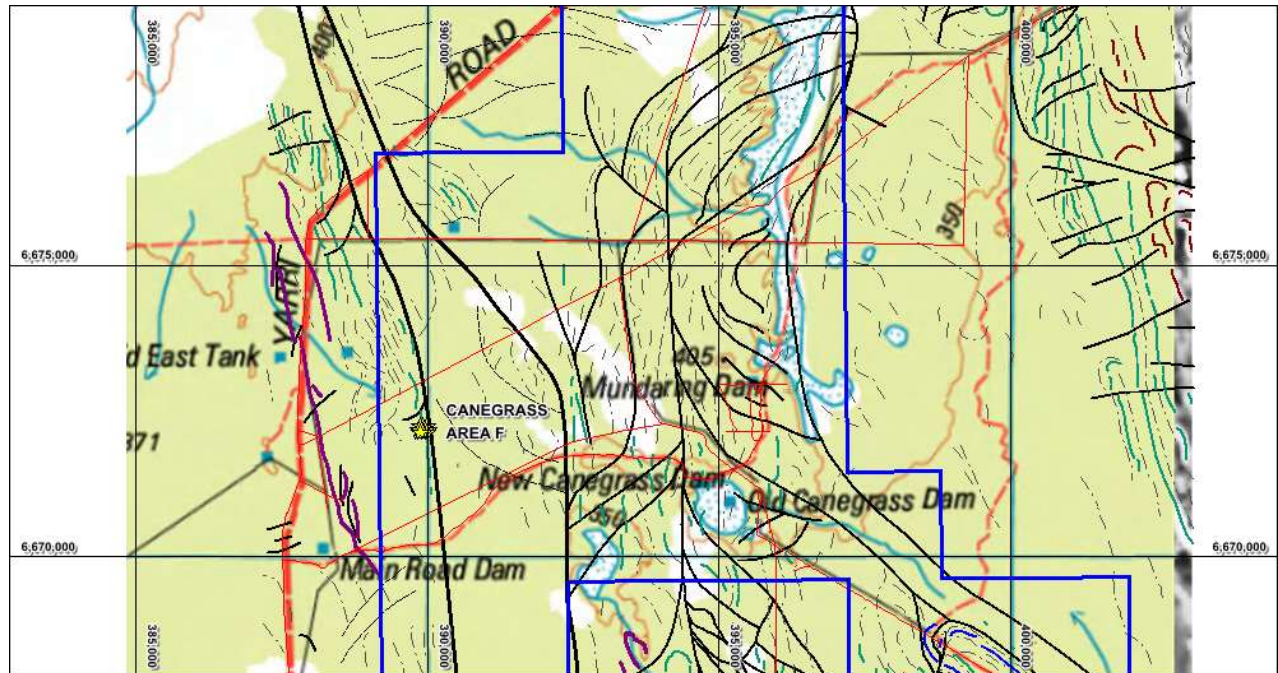 385,000
390,000
395,000
400,000
400
ROAD
350
6,675,000
6,675,000
YARRI
d East Tank
405
Mundaring Dam
CANEGRASS
AREA F
371
New Canegrass Dam
Old Canegrass Dam
350
6,670,000
6,670,000
Main Road Dam
385,000
390,000
395,000
400,000